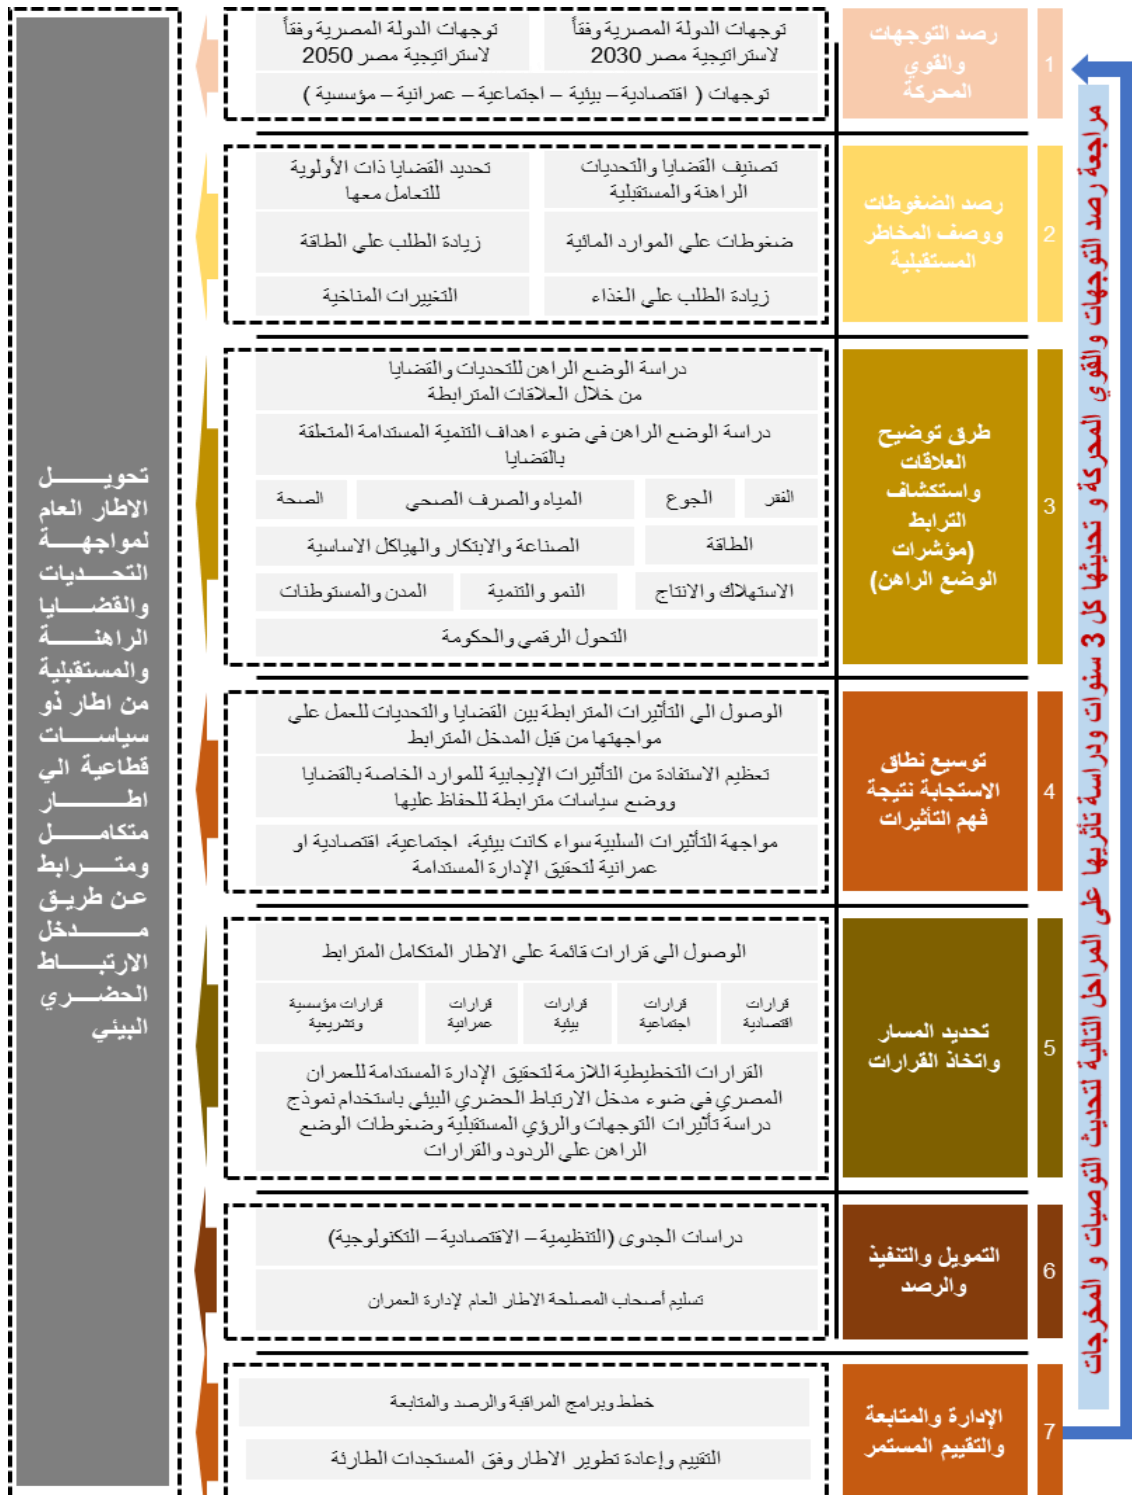 مراجعة رصد التوجهات والقوي المحركة و تحديثها كل 3 سنوات ودراسة تأثريها على المراحل التالية لتحديث التوصيات و المخرجات
1
رصد التوجهات
والقوي
المحركة
توجهات الدولة المصرية وفقاً
لاستراتيجية مصر 2030
توجهات الدولة المصرية وفقاً
لاستراتيجية مصر 2050
توجهات ( اقتصادية – بيئية – اجتماعية – عمرانية – مؤسسية )
2
رصد الضغوطات
ووصف المخاطر
المستقبلية
تصنيف القضايا والتحديات
الراهنة والمستقبلية
تحديد القضايا ذات الأولوية
للتعامل معها
ضغوطات علي الموارد المائية
زيادة الطلب علي الطاقة
زيادة الطلب علي الغذاء
التغييرات المناخية
3
طرق توضيح
العلاقات
واستكشاف
الترابط
(مؤشرات
الوضع الراهن)
دراسة الوضع الراهن للتحديات والقضايا
من خلال العلاقات المترابطة
دراسة الوضع الراهن في ضوء اهداف التنمية المستدامة المتعلقة
بالقضايا
الفقر
الجوع
المياه والصرف الصحي
الصحة
الطاقة
الصناعة والابتكار والهياكل الاساسية
الاستهلاك والانتاج
النمو والتنمية
المدن والمستوطنات
التحول الرقمي والحكومة
4
توسيع نطاق
الاستجابة نتيجة
فهم التأثيرات
الوصول الي التأثيرات المترابطة بين القضايا والتحديات للعمل علي
مواجهتها من قبل المدخل المترابط
تعظيم الاستفادة من التأثيرات الإيجابية للموارد الخاصة بالقضايا
ووضع سياسات مترابطة للحفاظ عليها
مواجهة التأثيرات السلبية سواء كانت بيئية، اجتماعية، اقتصادية او
عمرانية لتحقيق الإدارة المستدامة
5
تحديد المسار
واتخاذ القرارات
الوصول الي قرارات قائمة علي الاطار المتكامل المترابط
قرارات
اقتصادية
قرارات
اجتماعية
قرارات
بيئية
قرارات
عمرانية
قرارات مؤسسية
وتشريعية
القرارات التخطيطية اللازمة لتحقيق الإدارة المستدامة للعمران
المصري في ضوء مدخل الارتباط الحضري البيئي باستخدام نموذج
دراسة تأثيرات التوجهات والرؤي المستقبلية وضغوطات الوضع
الراهن علي الردود والقرارات
6
التمويل والتنفيذ
والرصد
دراسات الجدوى (التنظيمية – الاقتصادية – التكنولوجية)
تسليم أصحاب المصلحة الاطار العام لإدارة العمران
7
الإدارة والمتابعة
والتقييم المستمر
خطط وبرامج المراقبة والرصد والمتابعة
التقييم وإعادة تطوير الاطار وفق المستجدات الطارئة
تحويل
الاطار العام
لمواجهة
التحديات
والقضايا
الراهنة
والمستقبلية
من اطار ذو
سياسات
قطاعية الي
اطار
متكامل
ومترابط
عن طريق
مدخل
الارتباط
الحضري
البيئي